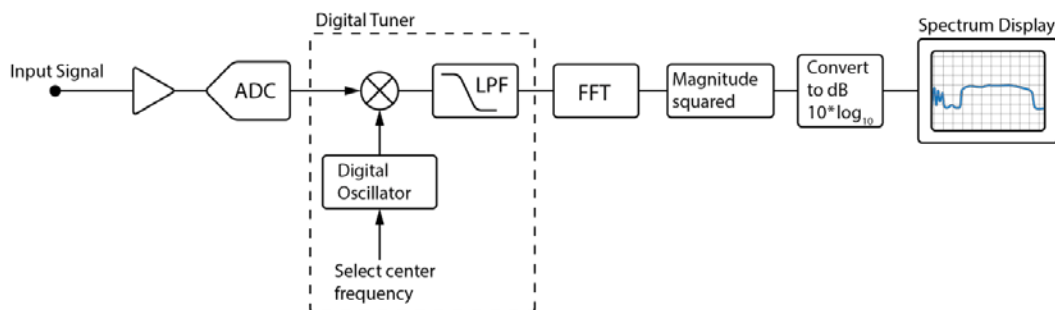 Digital Tuner
Spectrum Display
Input Signal
ADC
LPF
FFT
Magnitude
squared
Convert
to dB
10*log10
Digital
Oscillator
Select center
frequency